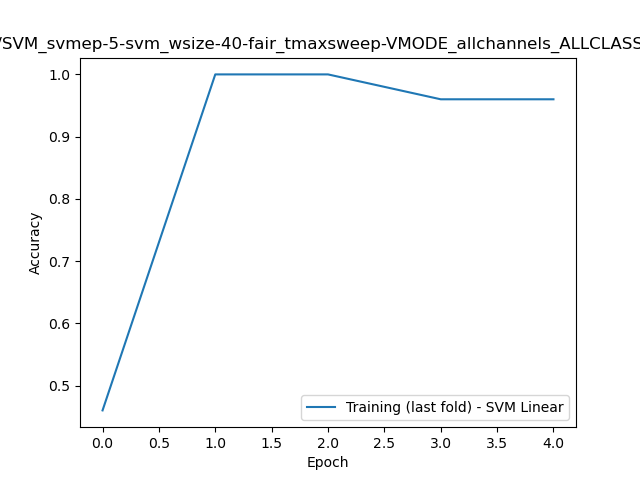 /SVM_svmep-5-svm_wsize-40-fair_tmaxsweep-VMODE_allchannels_ALLCLASS
1.0
0.9
0.8
0.7
0.6
0.5
Accuracy
Training (last fold) - SVM Linear
0.0 0.5 1.0 1.5 2.0 2.5 3.0 3.5 4.0
Epoch